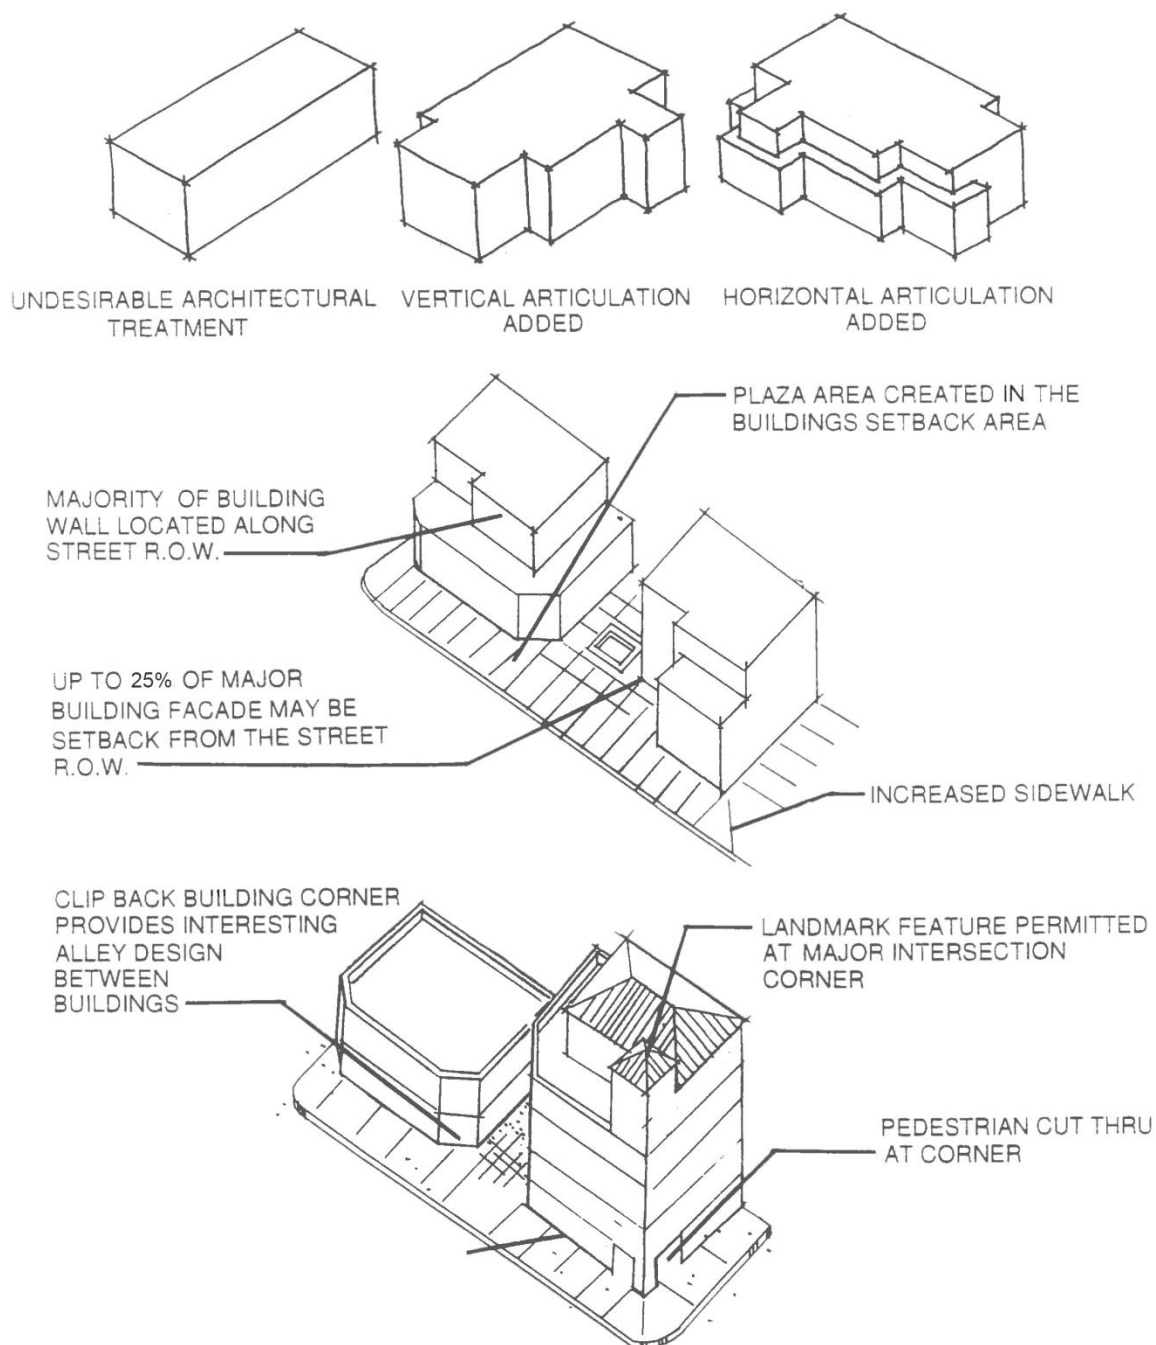 UNDESIRABLE ARCHITECTURAL
TREATMENT
VERTICAL ARTICULATION
ADDED
HORIZONTAL ARTICULATION
ADDED
PLAZA AREA CREATED IN THE
BUILDINGS SETBACK AREA
MAJORITY OF BUILDING
WALL LOCATED ALONG
STREET R.O.W.
UP TO 25% OF MAJOR
BUILDING FACADE MAY BE
SETBACK FROM THE STREET
R.O.W.
INCREASED SIDEWALK
CLIP BACK BUILDING CORNER
PROVIDES INTERESTING
ALLEY DESIGN
BETWEEN
BUILDINGS
LANDMARK FEATURE PERMITTED
AT MAJOR INTERSECTION
CORNER
PEDESTRIAN CUT THRU
AT CORNER